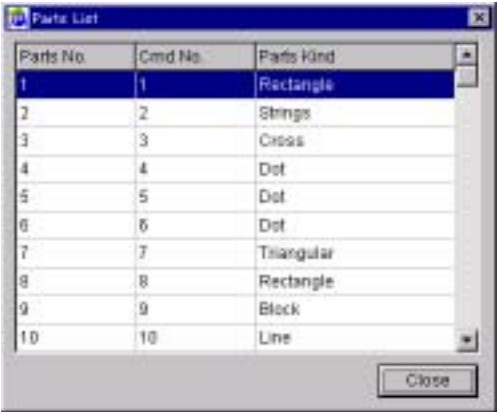 Parts List
Parts No. Cmd No. Parts Kind
1 1 Rectangle
2 2 Strings
3 3 Cross
4 4 Dot
5 5 Dot
6 6 Dot
7 7 Triangular
8 8 Rectangle
9 9 Block
10 10 Line
Close